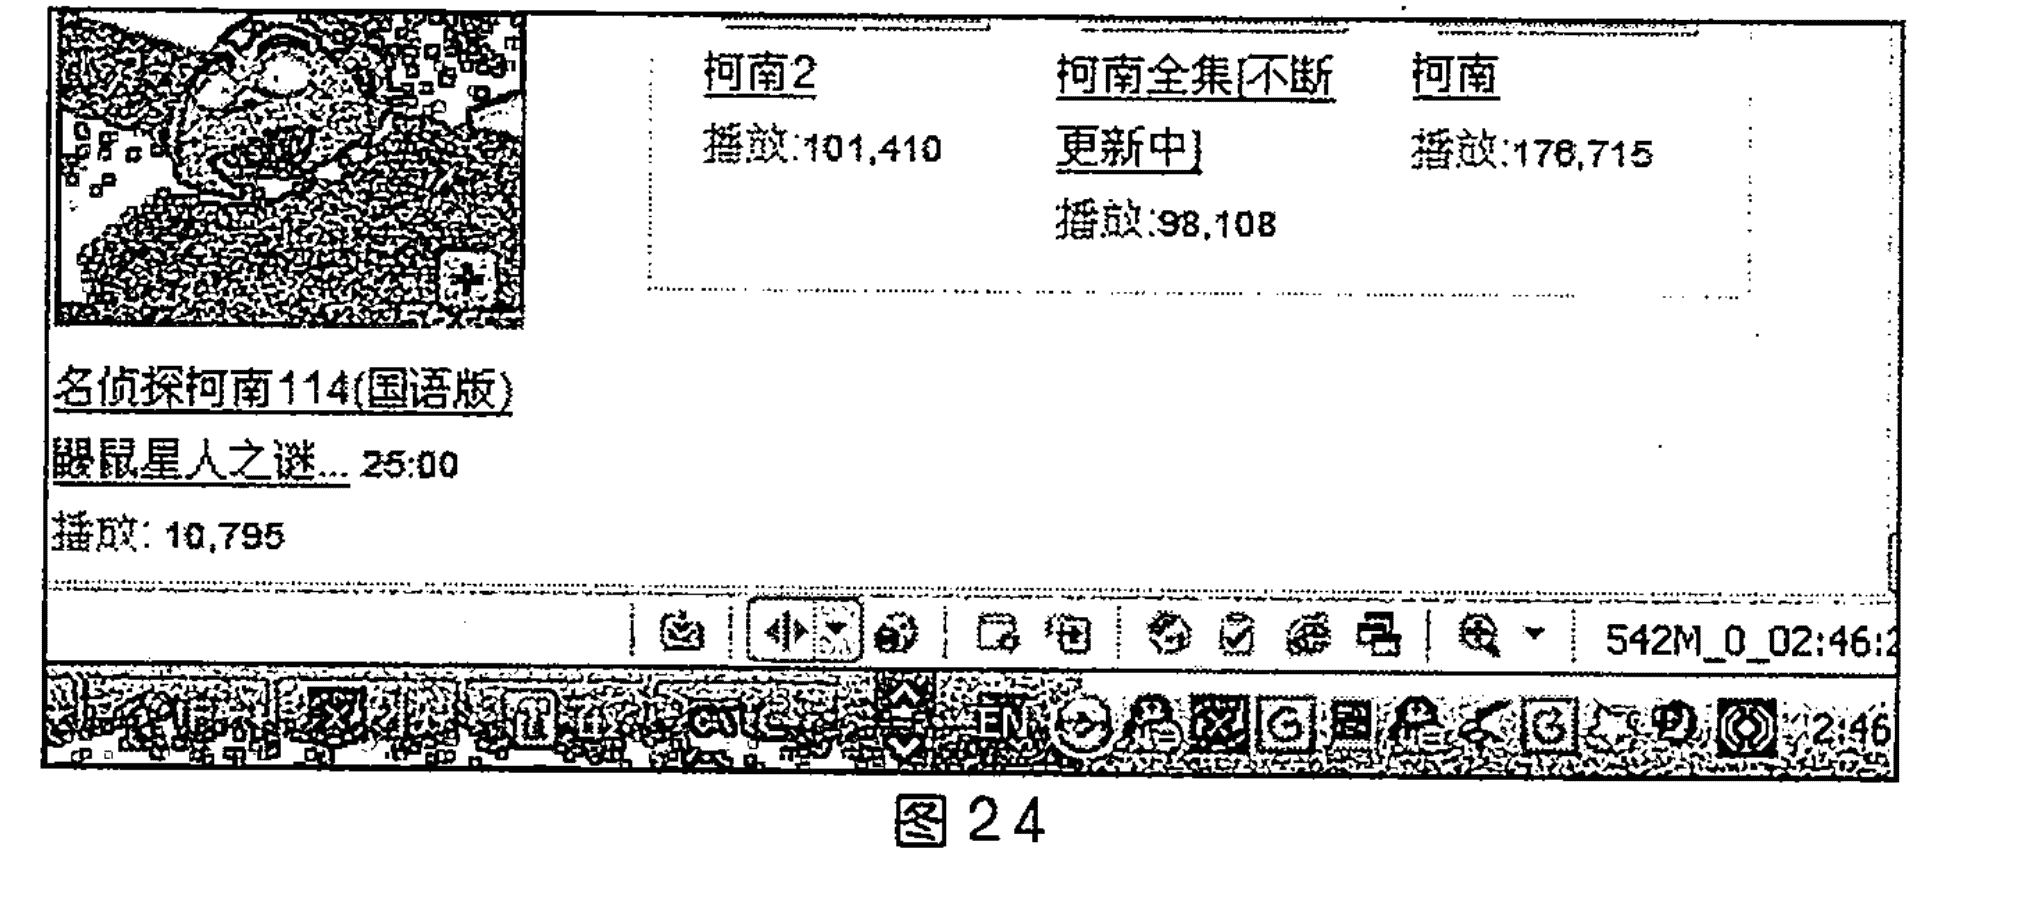 柯南2
播放:101,410
柯南全集[不断
更新中]
播放:98,108
柯南
播放:176,715
名侦探柯南114(国语版)
鼹鼠星人之谜... 25:00
播放: 10,795
542M_0_02:46:2
EN
2:46
图24